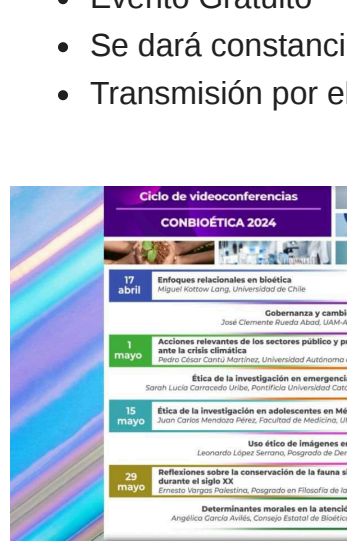 Evento Gratuito
Se dará constanci
Transmisión por el
Ciclo de videoconferencias
CONBIOÉTICA 2024
17 abril
Enfoques relacionales en bioética
Miguel Kottow Lang, Universidad de Chile
Gobernanza y cambi
José Clemente Rueda Abad, UAM-A
1 mayo
Acciones relevantes de los sectores público y pr
ante la crisis climática
Pedro César Cantú Martínez, Universidad Autónoma
Ética de la investigación en emergenci
Sarah Lucía Carracedo Uribe, Pontificia Universidad Cató
15 mayo
Ética de la investigación en adolescentes en Mé
Juan Carlos Mendoza Pérez, Facultad de Medicina, U
Uso ético de imágenes en
Leonardo López Serrano, Posgrado de Der
29 mayo
Reflexiones sobre la conservación de la fauna si
durante el siglo XX
Ernesto Vargas Palestina, Posgrado en Filosofía de la
Determinantes morales en la atenció
Angélica García Avilés, Consejo Estatal de Bioétic